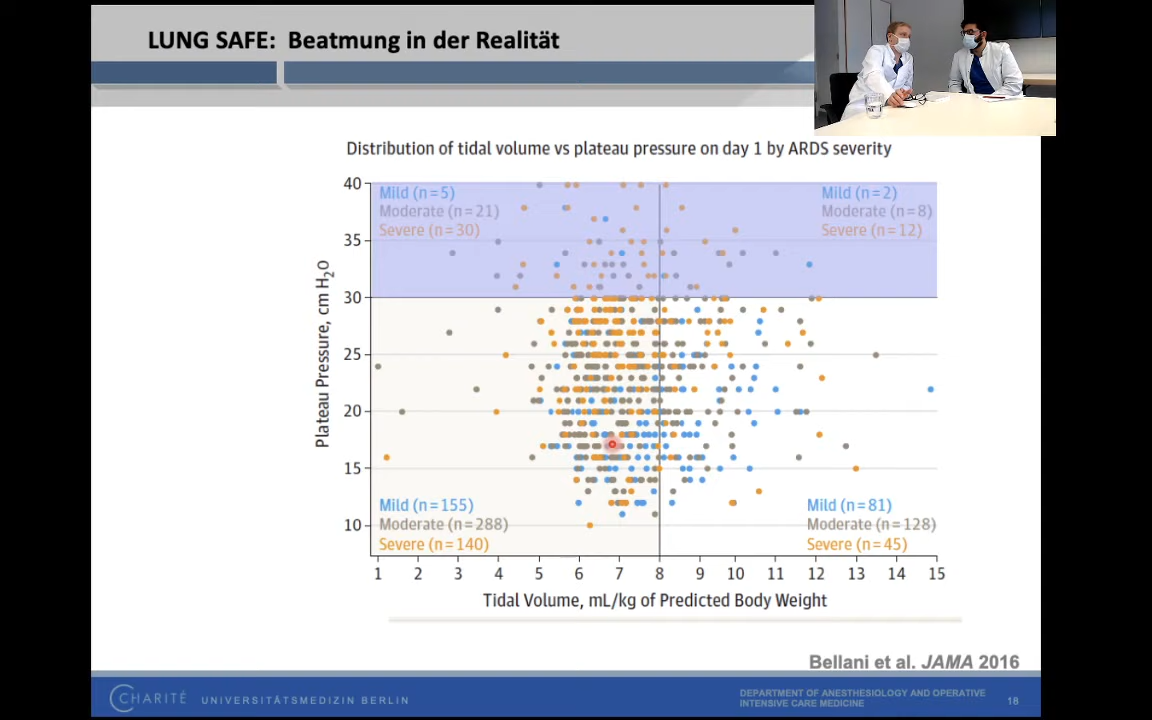 LUNG SAFE: Beatmung in der Realität
Distribution of tidal volume vs plateau pressure on day 1 by ARDS severity
Plateau Pressure, cm H2O
40
35
30
25
20
15
10
Mild (n=5)
Moderate (n=21)
Severe (n=30)
Mild (n=2)
Moderate (n=8)
Severe (n=12)
Mild (n=155)
Moderate (n=288)
Severe (n=140)
Mild (n=81)
Moderate (n=128)
Severe (n=45)
1 2 3 4 5 6 7 8 9 10 11 12 13 14 15
Tidal Volume, mL/kg of Predicted Body Weight
Bellani et al. JAMA 2016
CHARITÉ UNIVERSITÄTSMEDIZIN BERLIN
DEPARTMENT OF ANESTHESIOLOGY AND OPERATIVE
INTENSIVE CARE MEDICINE
18